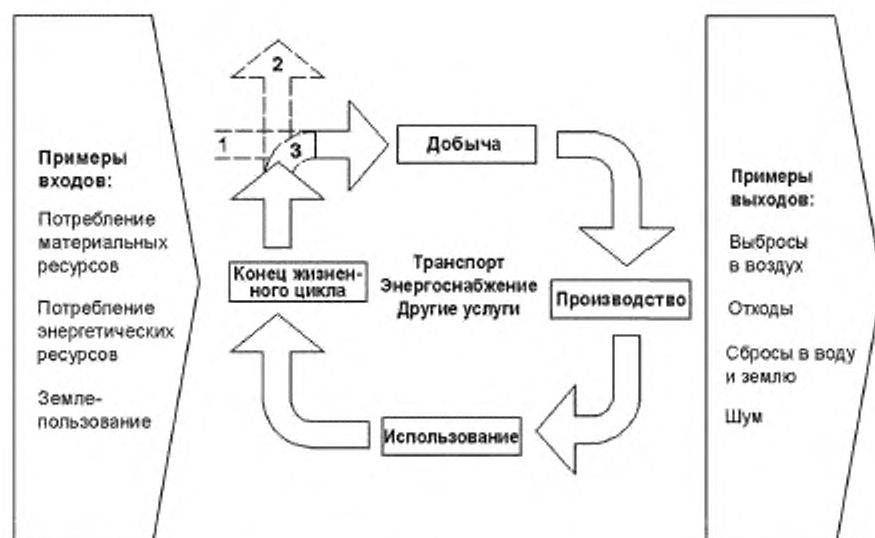 Примеры
входов:
Потребление
материальных
ресурсов
Потребление
энергетических
ресурсов
Земле-
пользование
2
1
3
Добыча
Конец жизнен-
ного цикла
Транспорт
Энергоснабжение
Другие услуги
Производство
Использование
Примеры
выходов:
Выбросы
в воздух
Отходы
Сбросы в воду
и землю
Шум